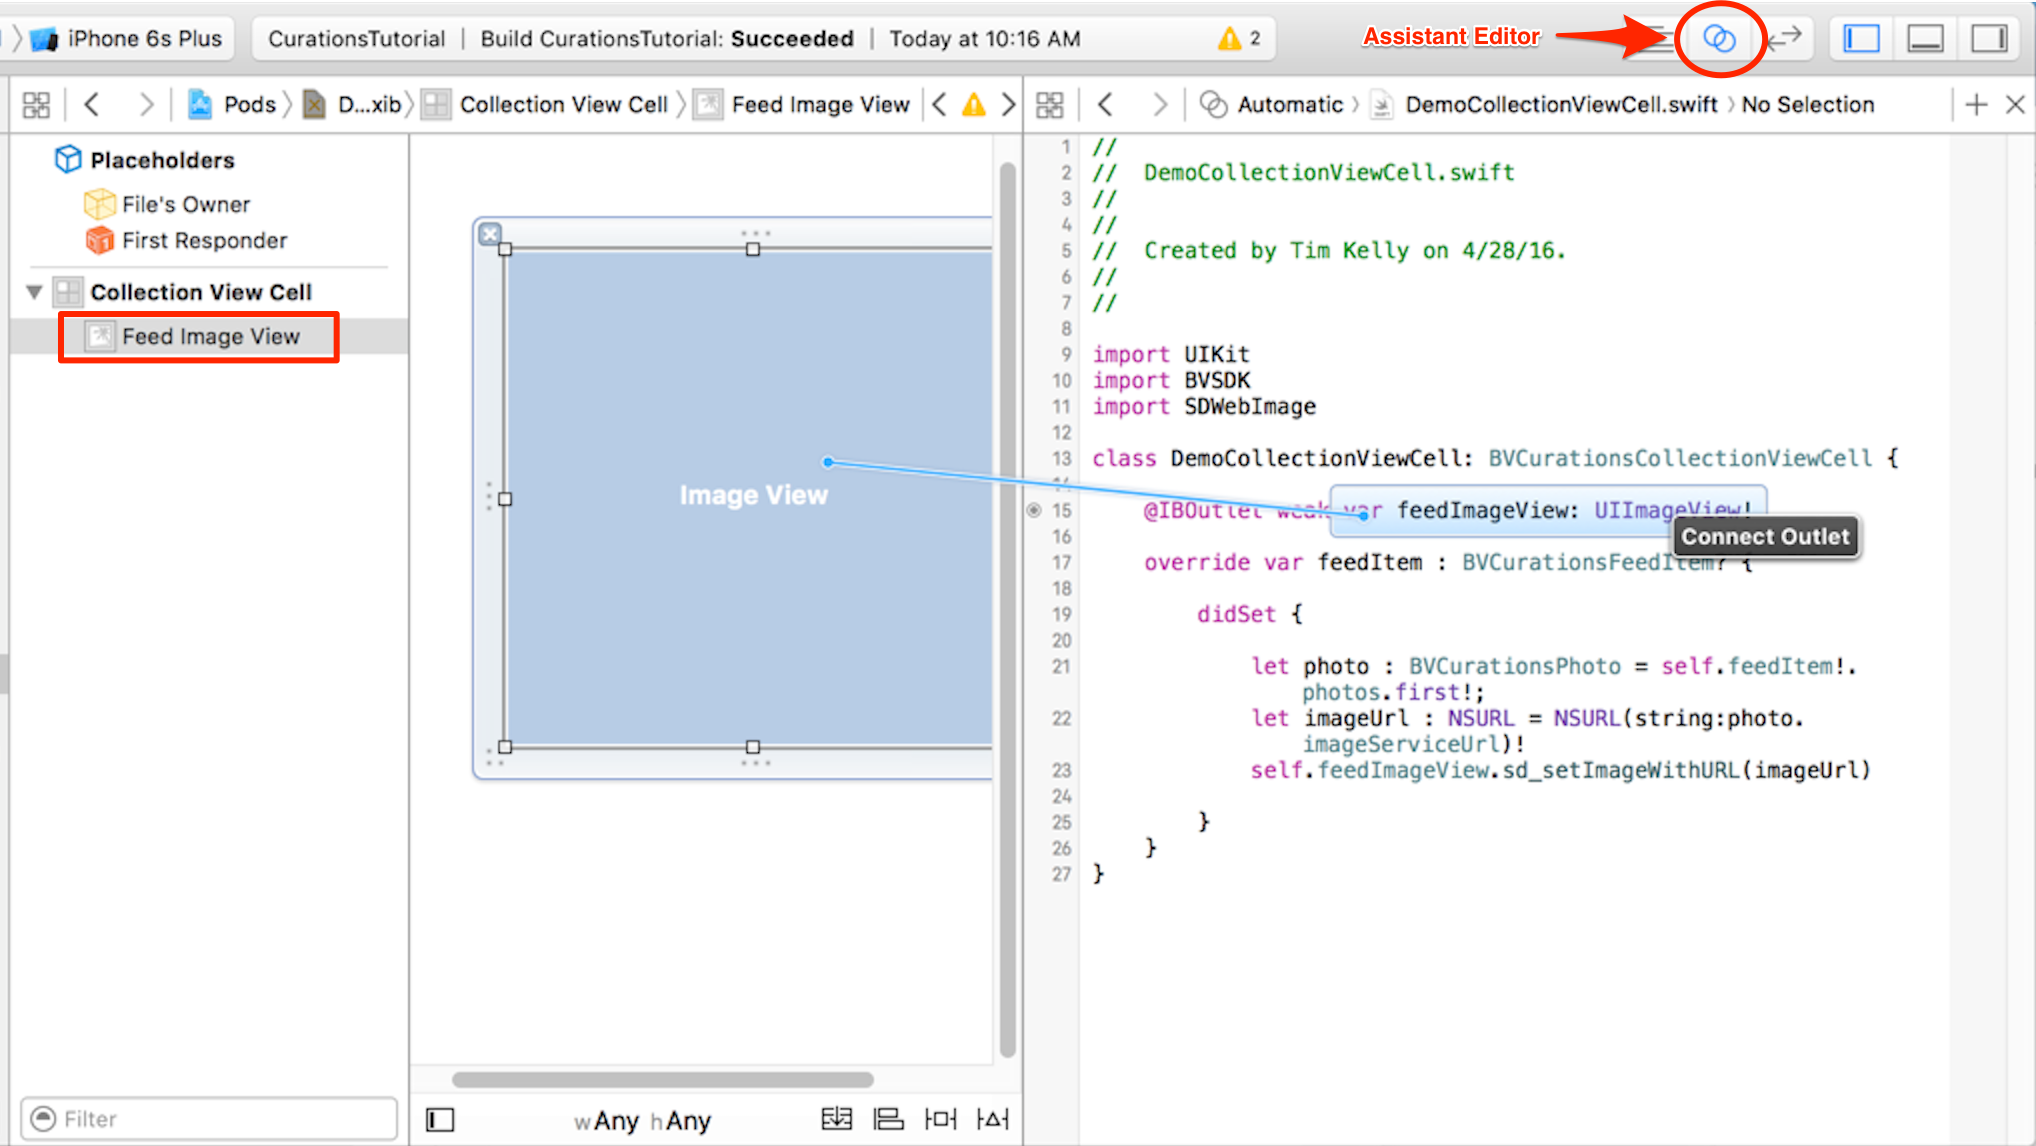 iPhone 6s Plus
CurationsTutorial | Build CurationsTutorial: Succeeded | Today at 10:16 AM
2
Assistant Editor
Pods
D...xib
Collection View Cell
Feed Image View
Automatic
DemoCollectionViewCell.swift
No Selection
Placeholders
File's Owner
First Responder
Collection View Cell
Feed Image View
Filter
Image View
wAny hAny
1 //
2 //  DemoCollectionViewCell.swift
3 //
4 //
5 //  Created by Tim Kelly on 4/28/16.
6 //
7 //
8
9 import UIKit
10 import BVSDK
11 import SDWebImage
12
13 class DemoCollectionViewCell: BVCurationsCollectionViewCell {
14
15 @IBOutlet weak var feedImageView: UIImageView!
Connect Outlet
16
17 override var feedItem : BVCurationsFeedItem? {
18
19 didSet {
20
21 let photo : BVCurationsPhoto = self.feedItem!.
photos.first!;
22 let imageUrl : NSURL = NSURL(string:photo.
imageServiceUrl)!
23 self.feedImageView.sd_setImageWithURL(imageUrl)
24
25 }
26 }
27 }